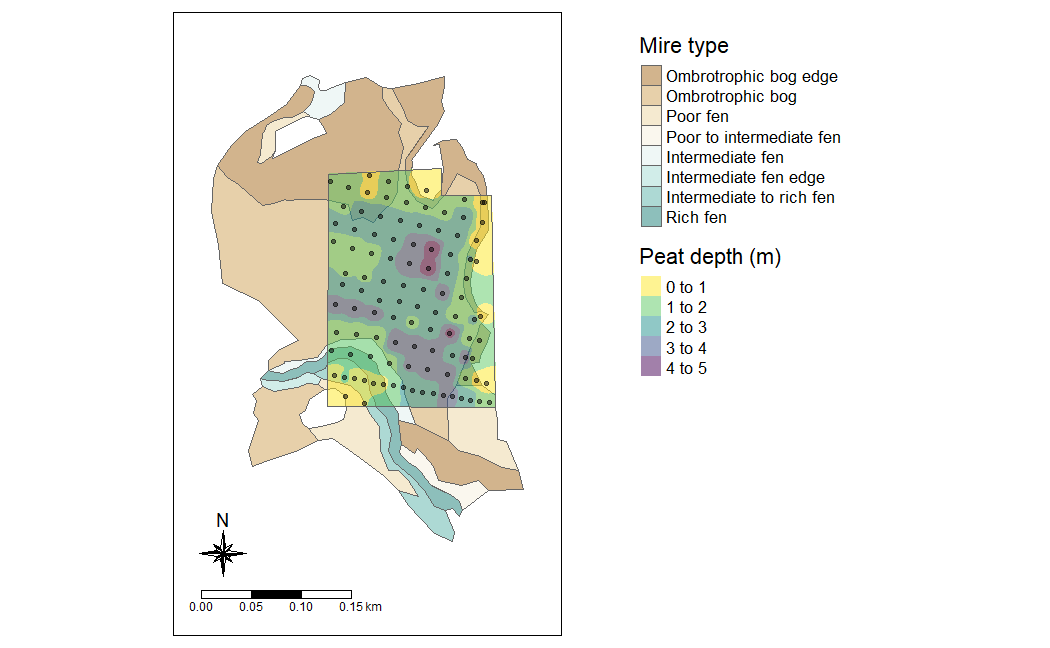 Mire type
Ombrotrophic bog edge
Ombrotrophic bog
Poor fen
Poor to intermediate fen
Intermediate fen
Intermediate fen edge
Intermediate to rich fen
Rich fen
Peat depth (m)
0 to 1
1 to 2
2 to 3
3 to 4
4 to 5
N
0.00 0.05 0.10 0.15 km